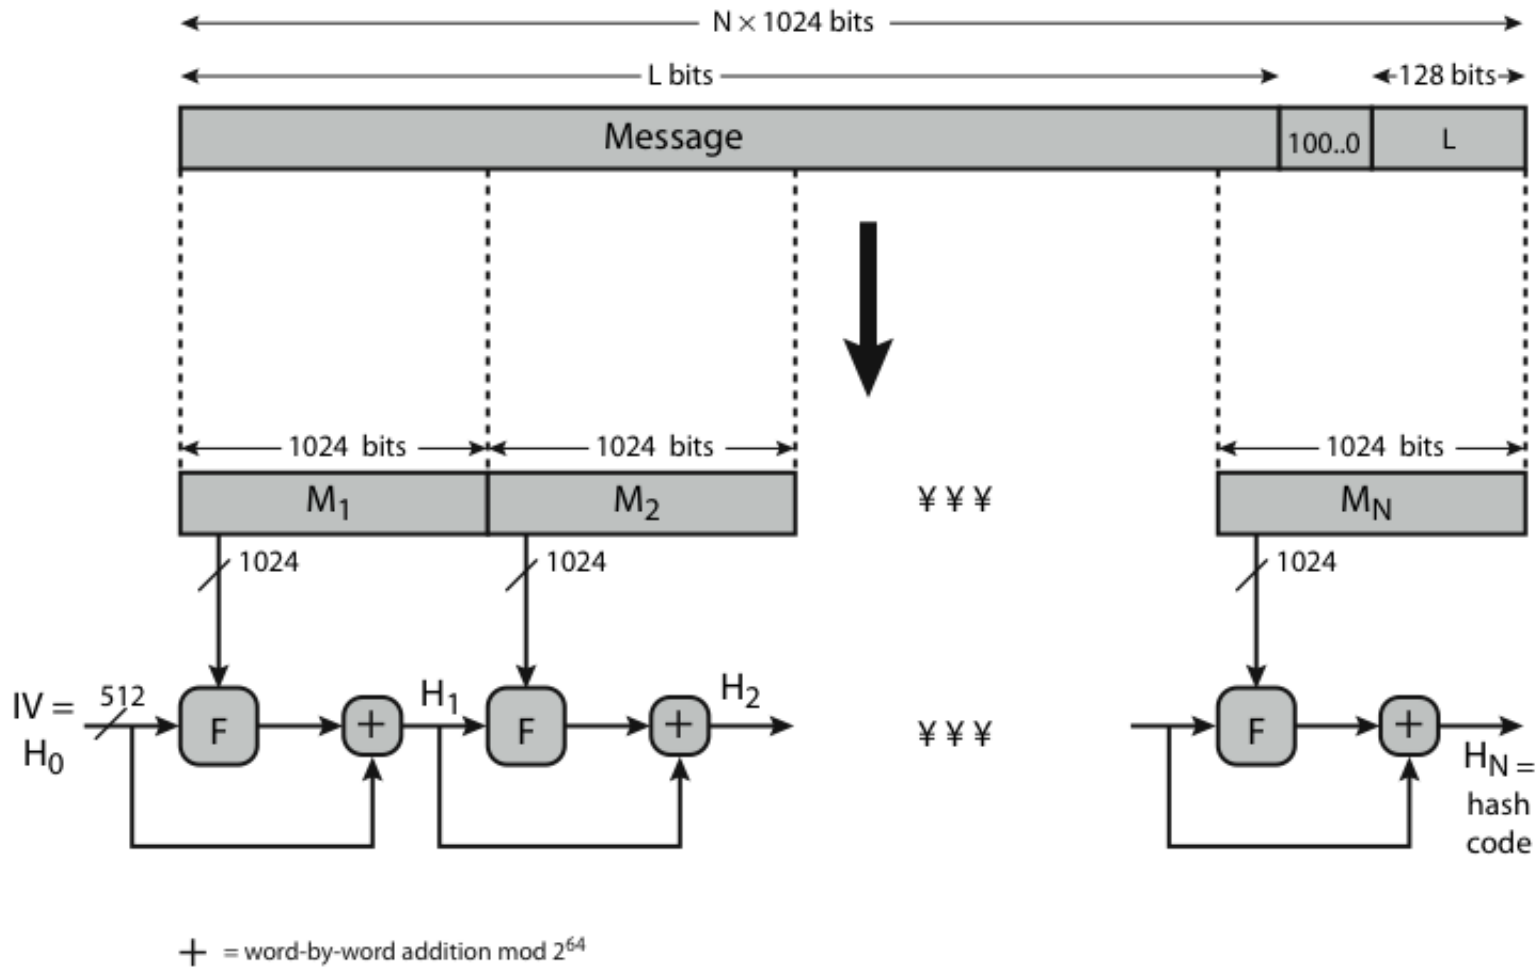 N × 1024 bits
L bits
128 bits
Message
100..0
L
1024 bits
1024 bits
1024 bits
M1
M2
¥ ¥ ¥
MN
1024
1024
1024
IV =
H0
512
F
+
H1
F
+
H2
¥ ¥ ¥
F
+
HN =
hash
code
+ = word-by-word addition mod 2^64